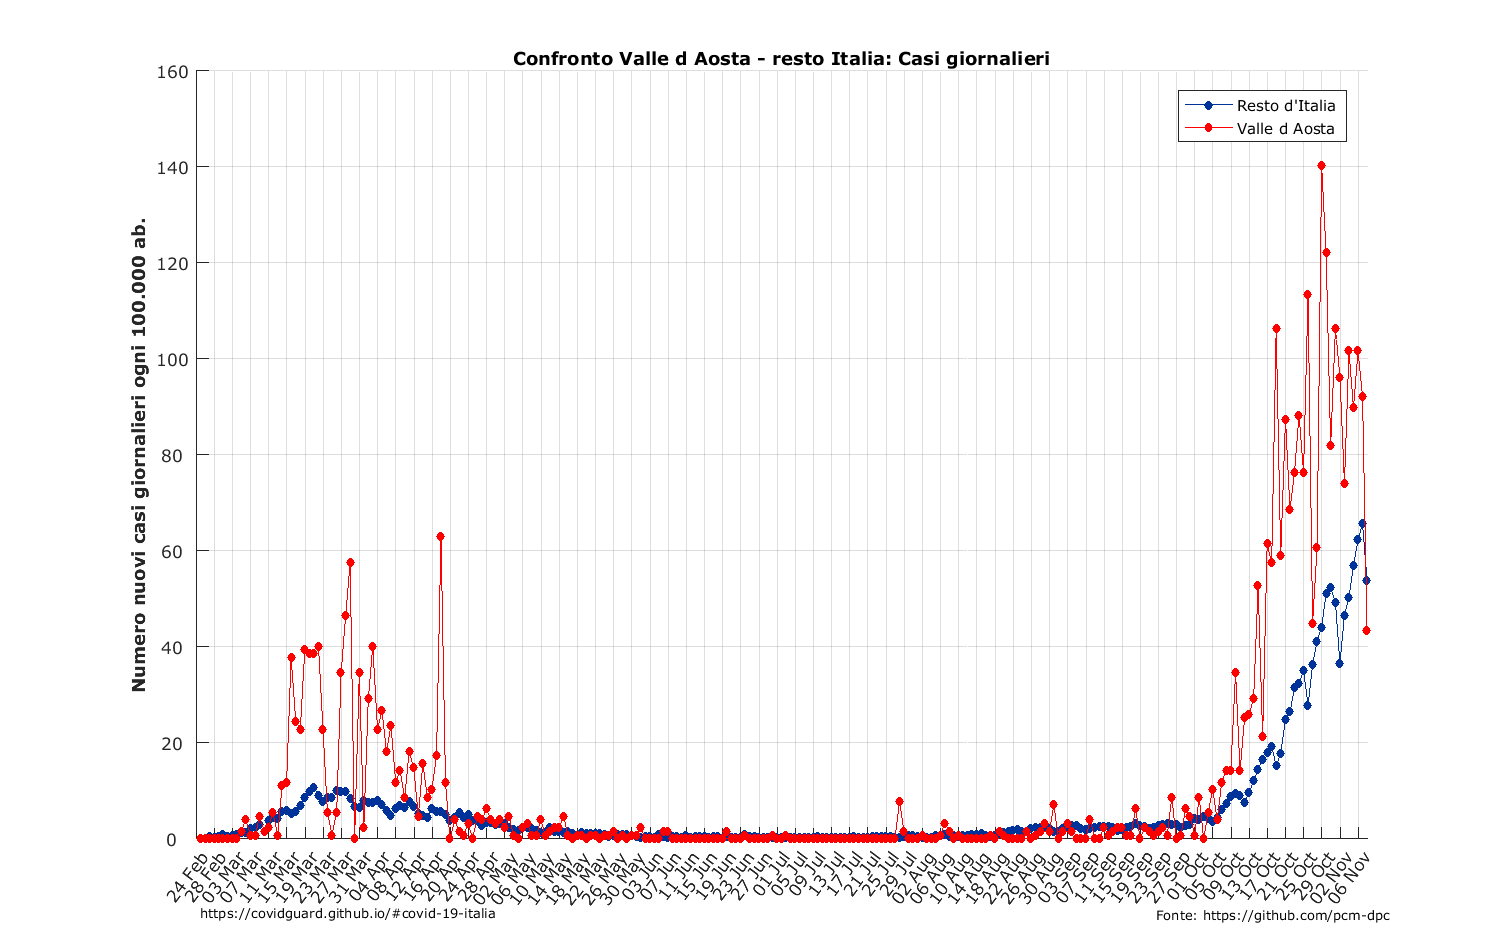 Confronto Valle d Aosta - resto Italia: Casi giornalieri
Resto d'Italia
Valle d Aosta
Numero nuovi casi giornalieri ogni 100.000 ab.
160
140
120
100
80
60
40
20
0
24 Feb
28 Feb
03 Mar
07 Mar
11 Mar
15 Mar
19 Mar
23 Mar
27 Mar
31 Mar
04 Apr
08 Apr
12 Apr
16 Apr
20 Apr
24 Apr
28 Apr
02 May
06 May
10 May
14 May
18 May
22 May
26 May
30 May
03 Jun
07 Jun
11 Jun
15 Jun
19 Jun
23 Jun
27 Jun
01 Jul
05 Jul
09 Jul
13 Jul
17 Jul
21 Jul
25 Jul
29 Jul
02 Aug
06 Aug
10 Aug
14 Aug
18 Aug
22 Aug
26 Aug
30 Aug
03 Sep
07 Sep
11 Sep
15 Sep
19 Sep
23 Sep
27 Sep
01 Oct
05 Oct
09 Oct
13 Oct
17 Oct
21 Oct
25 Oct
29 Oct
02 Nov
06 Nov
https://covidguard.github.io/#covid-19-italia
Fonte: https://github.com/pcm-dpc